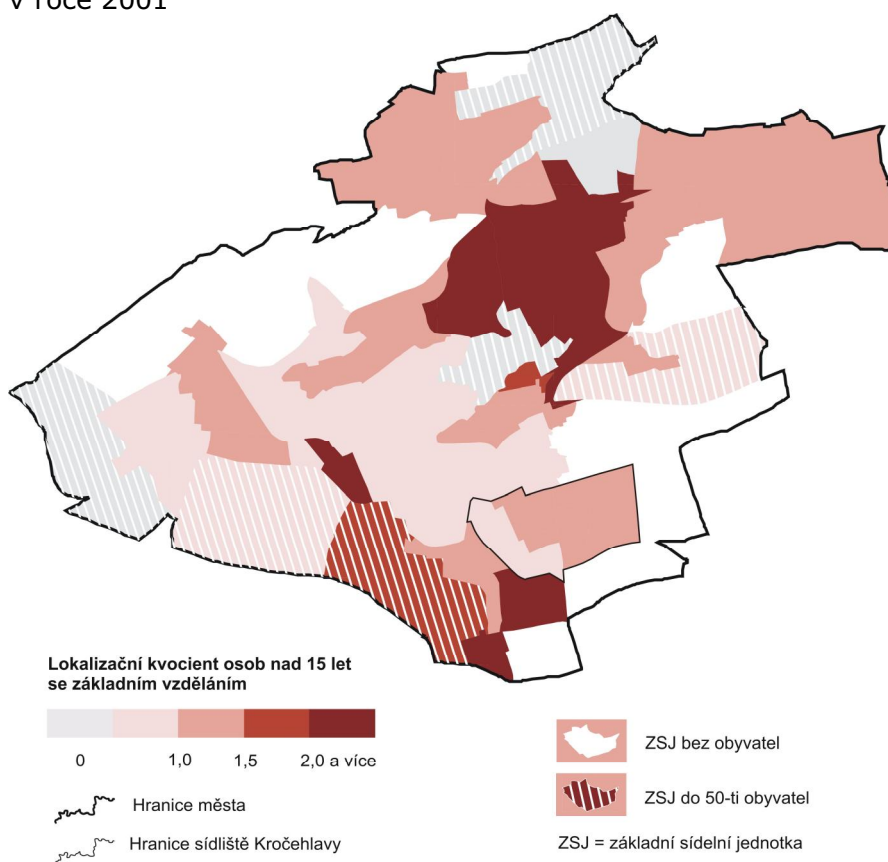 v roce 2001
Lokalizační kvocient osob nad 15 let
se základním vzděláním
0
1,0
1,5
2,0 a více
Hranice města
Hranice sídliště Kročehlavy
ZSJ bez obyvatel
ZSJ do 50-ti obyvatel
ZSJ = základní sídelní jednotka